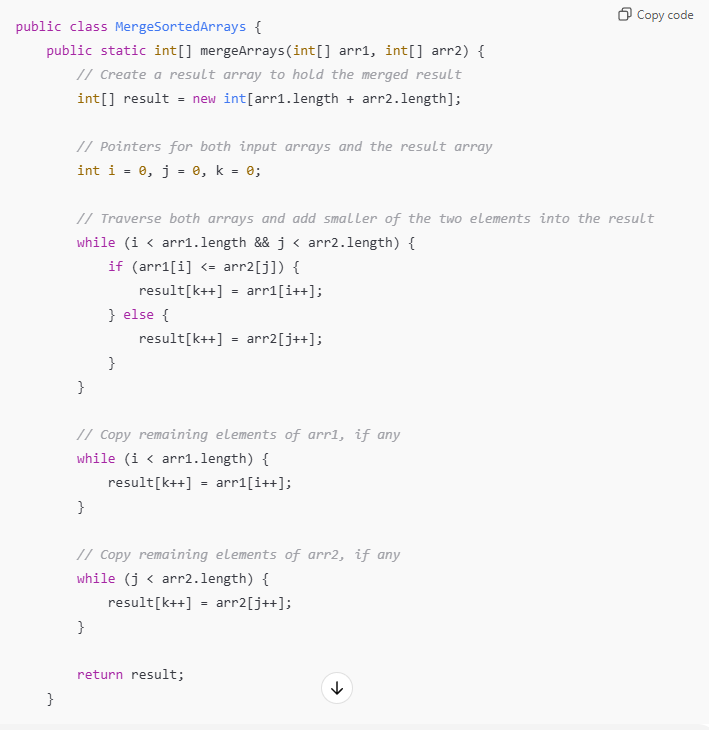 Copy code
public class MergeSortedArrays {
    public static int[] mergeArrays(int[] arr1, int[] arr2) {
        // Create a result array to hold the merged result
        int[] result = new int[arr1.length + arr2.length];

        // Pointers for both input arrays and the result array
        int i = 0, j = 0, k = 0;

        // Traverse both arrays and add smaller of the two elements into the result
        while (i < arr1.length && j < arr2.length) {
            if (arr1[i] <= arr2[j]) {
                result[k++] = arr1[i++];
            } else {
                result[k++] = arr2[j++];
            }
        }

        // Copy remaining elements of arr1, if any
        while (i < arr1.length) {
            result[k++] = arr1[i++];
        }

        // Copy remaining elements of arr2, if any
        while (j < arr2.length) {
            result[k++] = arr2[j++];
        }

        return result;
    }